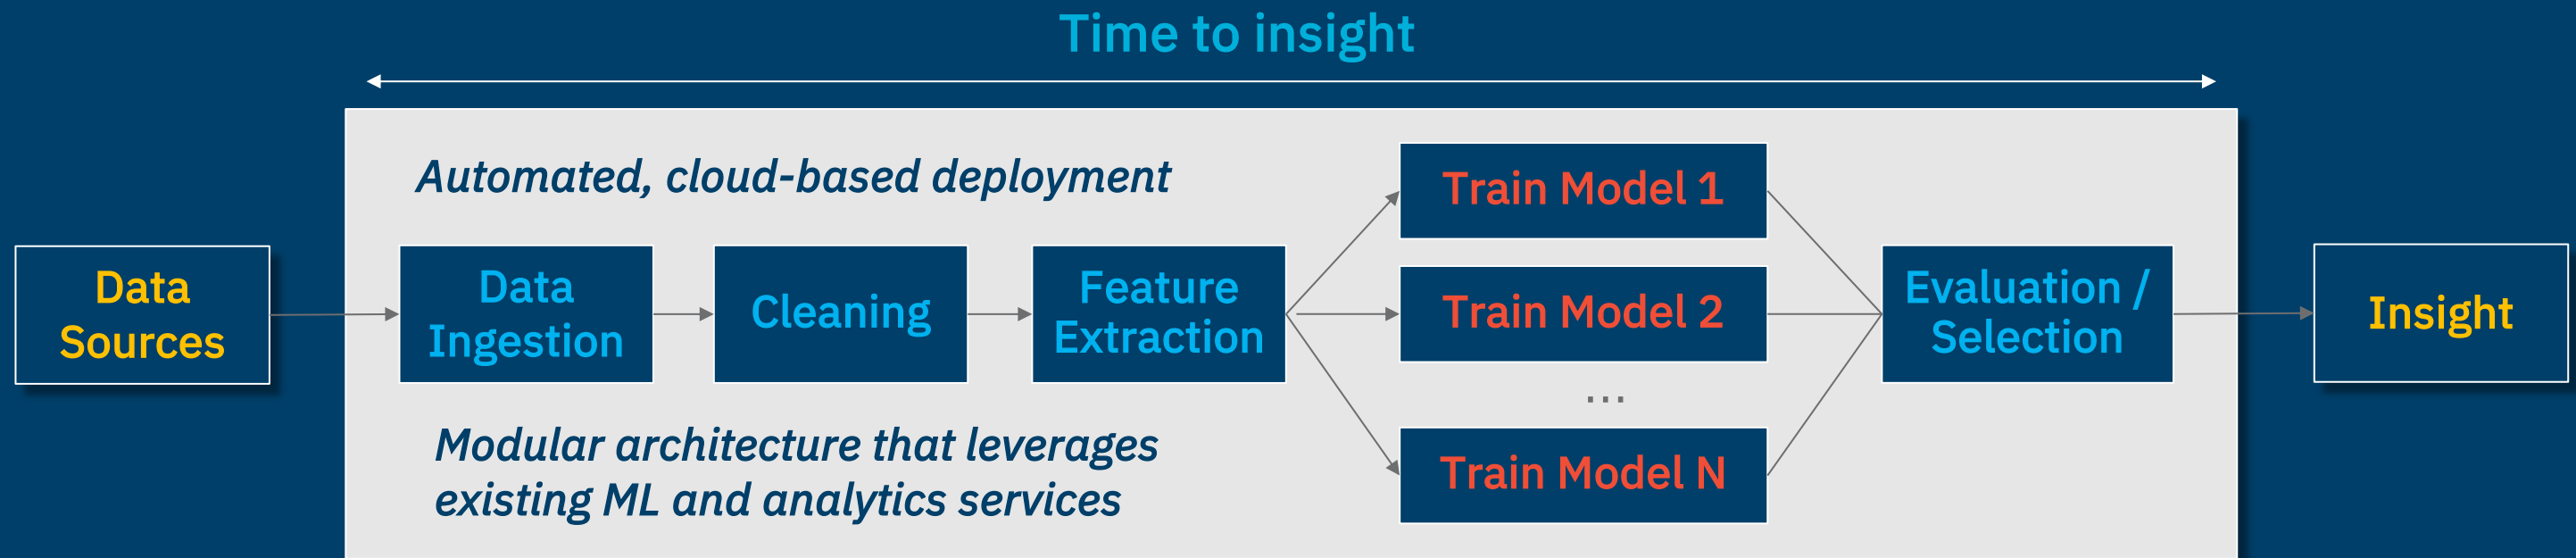 Time to insight
Automated, cloud-based deployment
Data
Sources
Data
Ingestion
Cleaning
Feature
Extraction
Train Model 1
Train Model 2
...
Train Model N
Evaluation /
Selection
Insight
Modular architecture that leverages
existing ML and analytics services